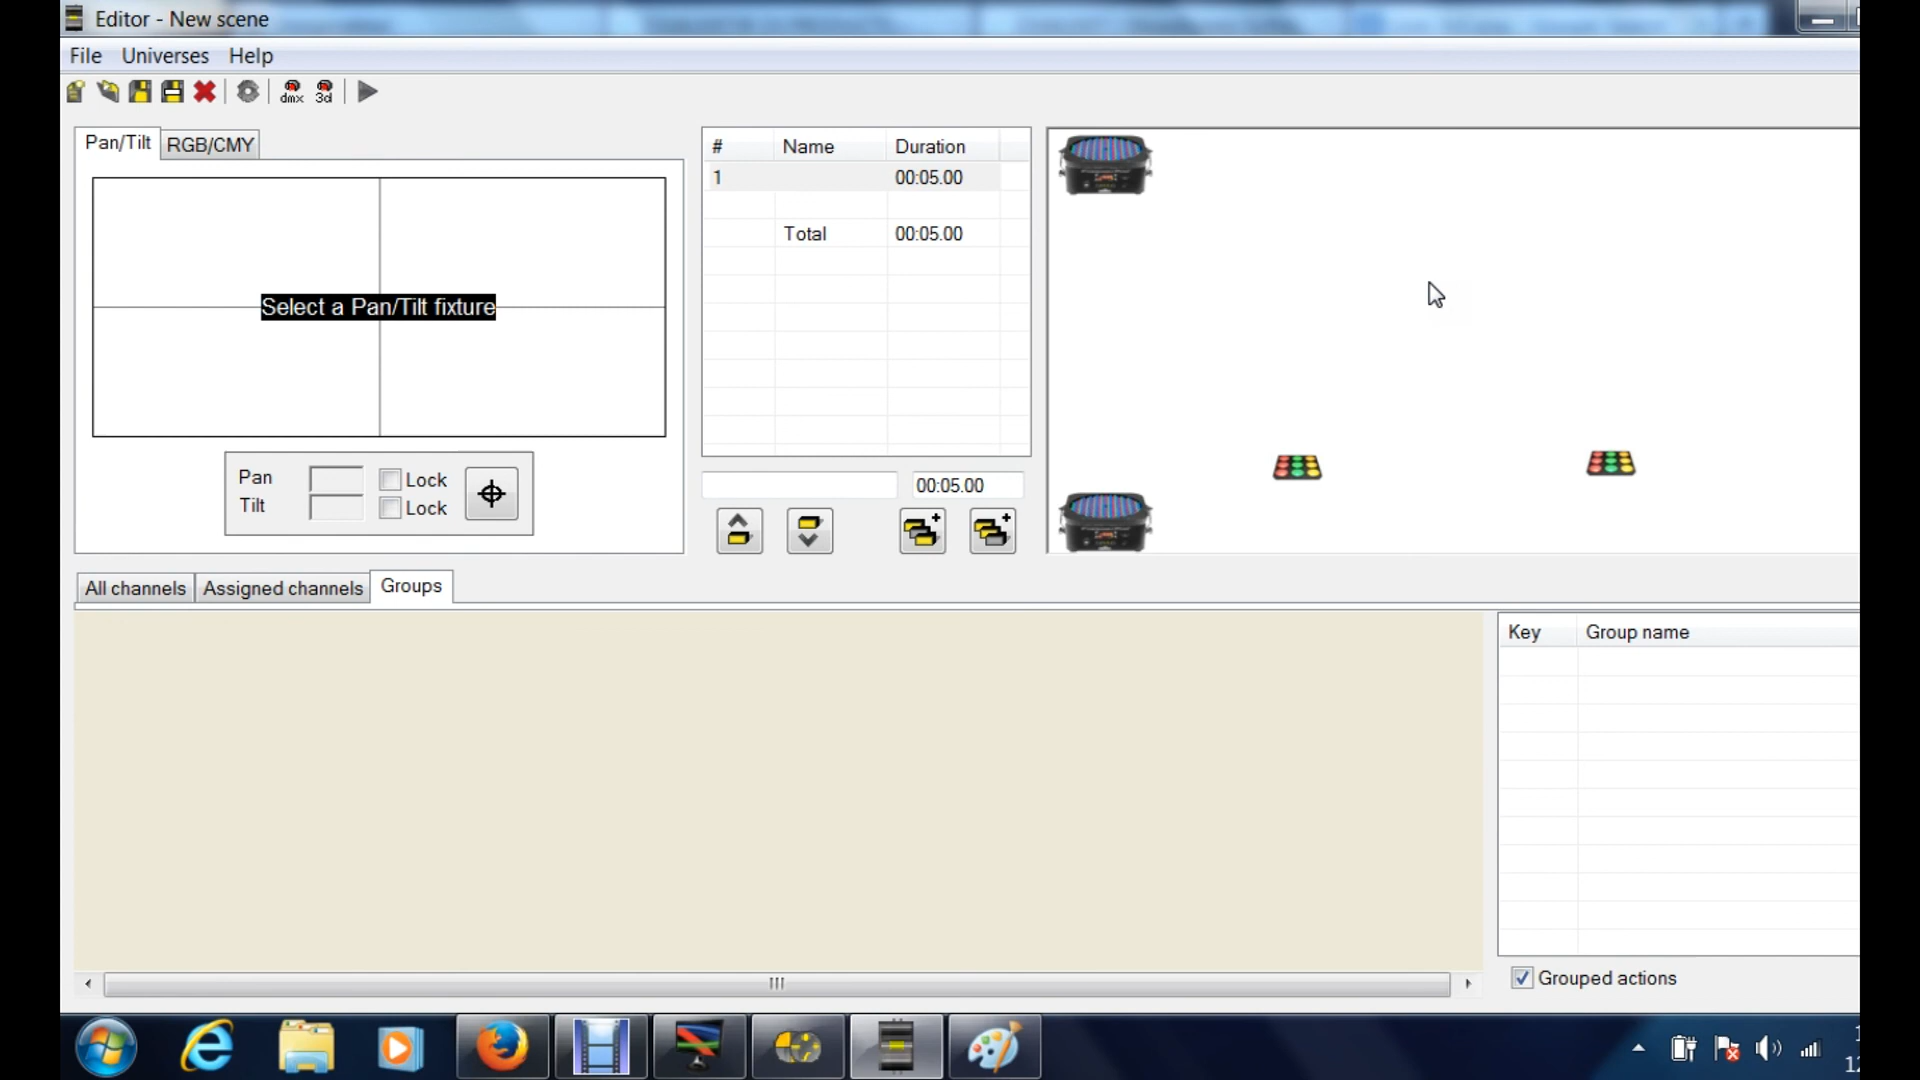 Editor - New scene
File Universes Help
dmx 3d
Pan/Tilt RGB/CMY
Select a Pan/Tilt fixture
Pan Lock
Tilt Lock
# Name Duration
1 00:05.00
Total 00:05.00
00:05.00
All channels Assigned channels Groups
Key Group name
Grouped actions